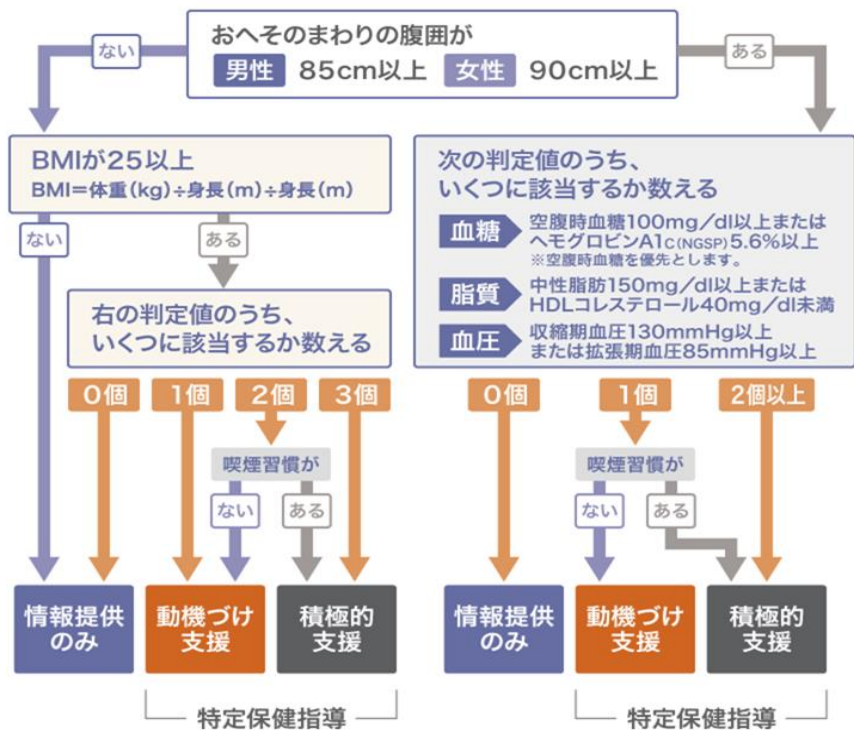 おへそのまわりの腹囲が
男性 85cm以上 女性 90cm以上
ない
ある
BMIが25以上
BMI=体重(kg)÷身長(m)÷身長(m)
ない
ある
右の判定値のうち、
いくつに該当するか数える
0個 1個 2個 3個
喫煙習慣が
ない ある
情報提供
のみ
動機づけ
支援
積極的
支援
特定保健指導
次の判定値のうち、
いくつに該当するか数える
血糖
空腹時血糖100mg/dl以上または
ヘモグロビンA1C(NGSP)5.6%以上
※空腹時血糖を優先とします。
脂質
中性脂肪150mg/dl以上または
HDLコレステロール40mg/dl未満
血圧
収縮期血圧130mmHg以上
または拡張期血圧85mmHg以上
0個 1個 2個以上
喫煙習慣が
ない ある
情報提供
のみ
動機づけ
支援
積極的
支援
特定保健指導